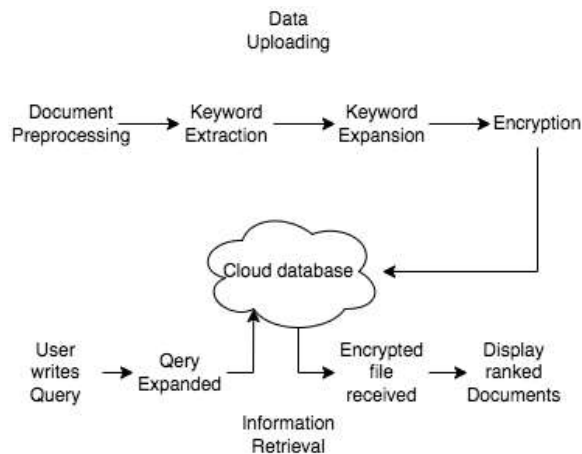 Data
Uploading
Document
Preprocessing
Keyword
Extraction
Keyword
Expansion
Encryption
Cloud database
User
writes
Query
Qery
Expanded
Encrypted
file
received
Display
ranked
Documents
Information
Retrieval